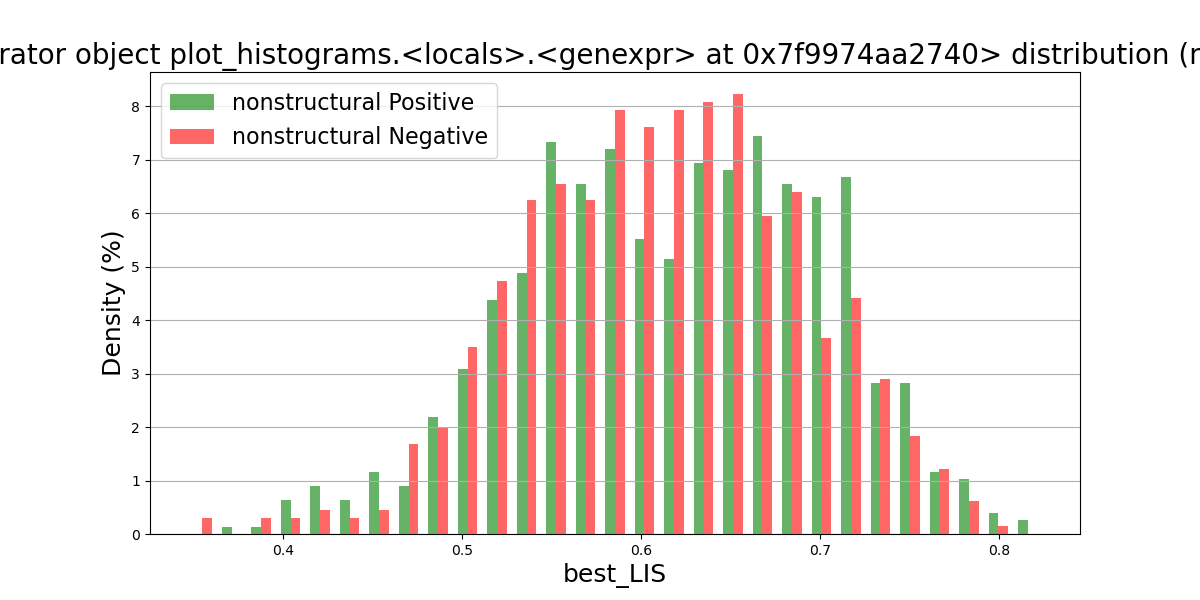 rator object plot_histograms.<locals>.<genexpr> at 0x7f9974aa2740> distribution (r
nonstructural Positive
nonstructural Negative
8
7
6
5
4
3
2
1
0
Density (%)
0.4 0.5 0.6 0.7 0.8
best_LIS